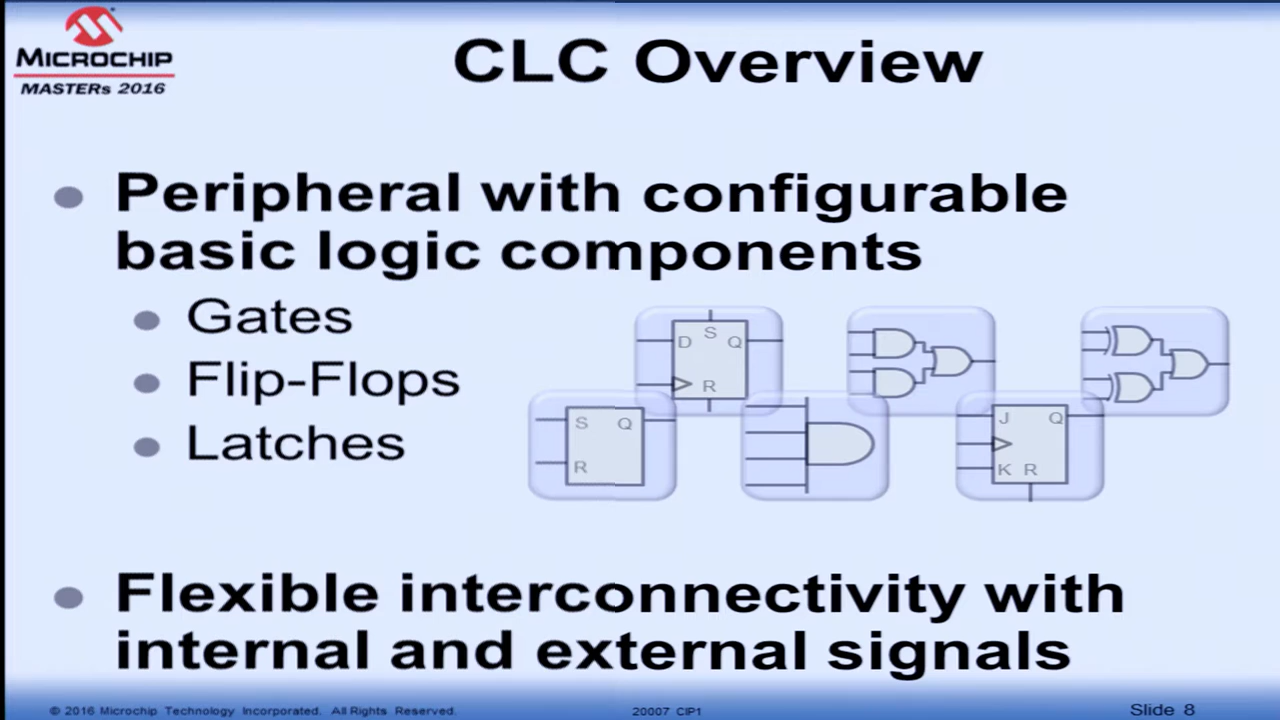 MICROCHIP
MASTERs 2016
CLC Overview
Peripheral with configurable
basic logic components
Gates
Flip-Flops
Latches
S
D Q
R
S Q
R
J Q
K R
Flexible interconnectivity with
internal and external signals
© 2016 Microchip Technology Incorporated. All Rights Reserved.
20007 CIP1
Slide 8